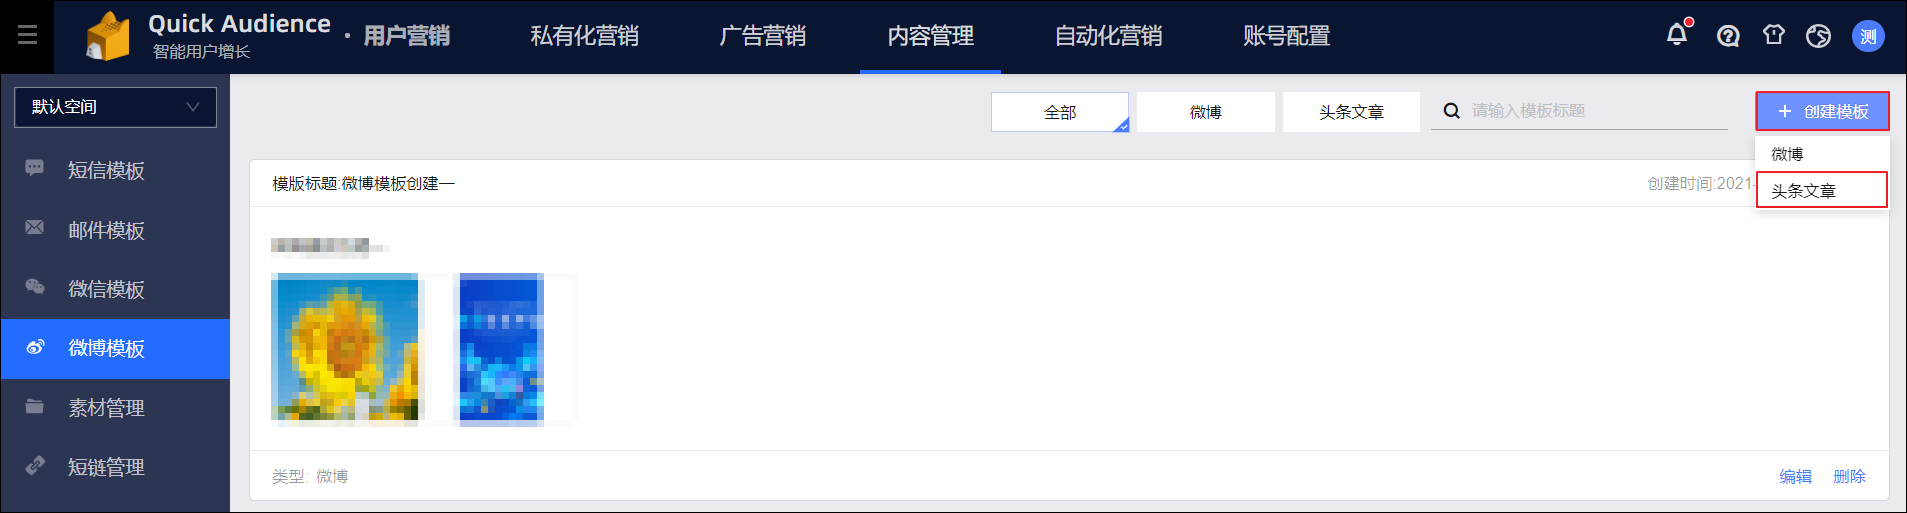 Quick Audience · 用户营销 私有化营销 广告营销 内容管理 自动化营销 账号配置 测
智能用户增长
默认空间
短信模板
邮件模板
微信模板
微博模板
素材管理
短链管理
全部 微博 头条文章 请输入模板标题 + 创建模板
微博
头条文章
模版标题:微博模板创建一 创建时间:2021
类型: 微博 编辑 删除